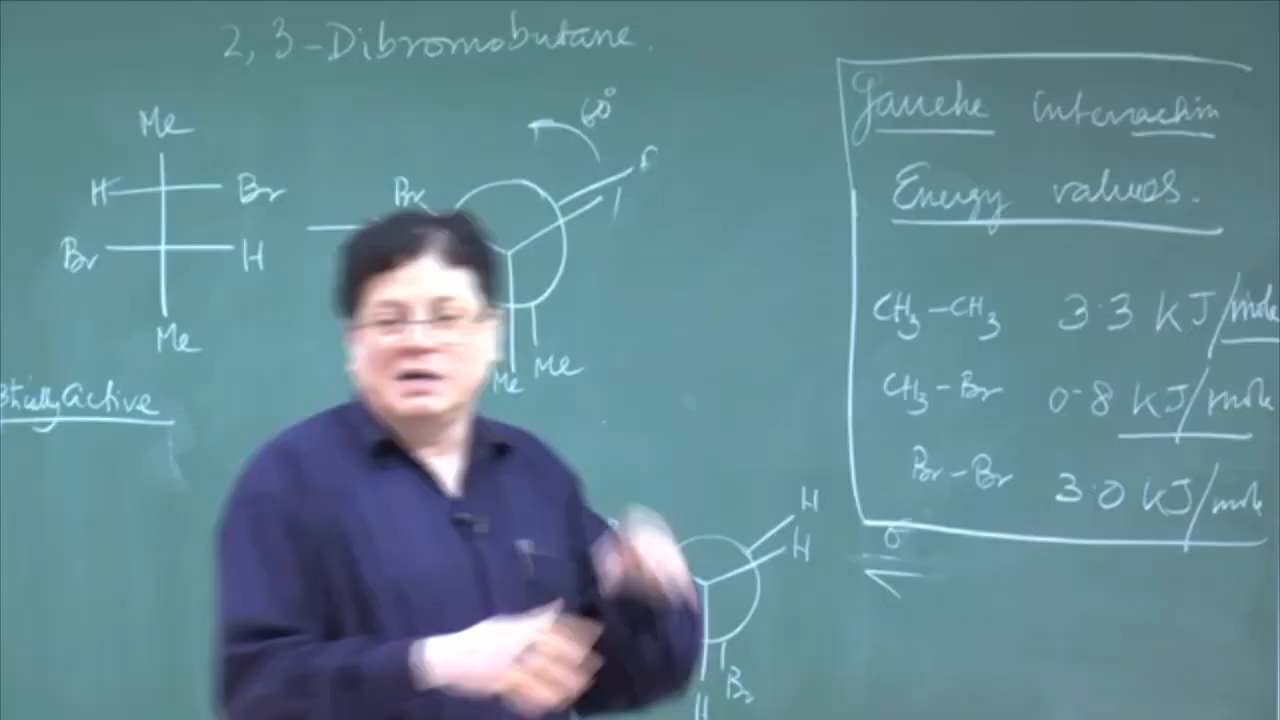 2, 3-Dibromobutane.
Me
H Br
Br H
Me
Active
60°
Br
Me Me
H
H
Br
H
Gauche interaction
Energy values.
CH3-CH3 3.3 KJ/mole
CH3-Br 0.8 KJ/mole
Br-Br 3.0 KJ/mole